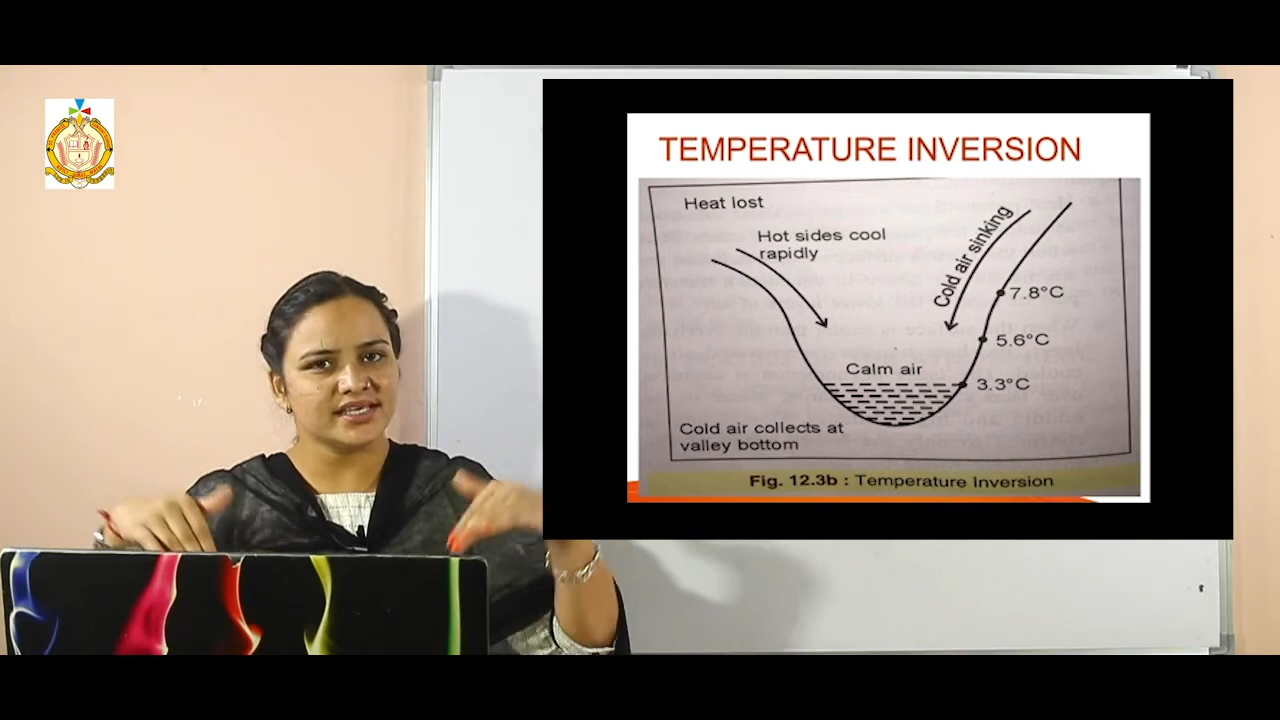 TEMPERATURE INVERSION
Heat lost
Hot sides cool
rapidly
Cold air sinking
7.8°C
5.6°C
Calm air
3.3°C
Cold air collects at
valley bottom
Fig. 12.3b : Temperature Inversion